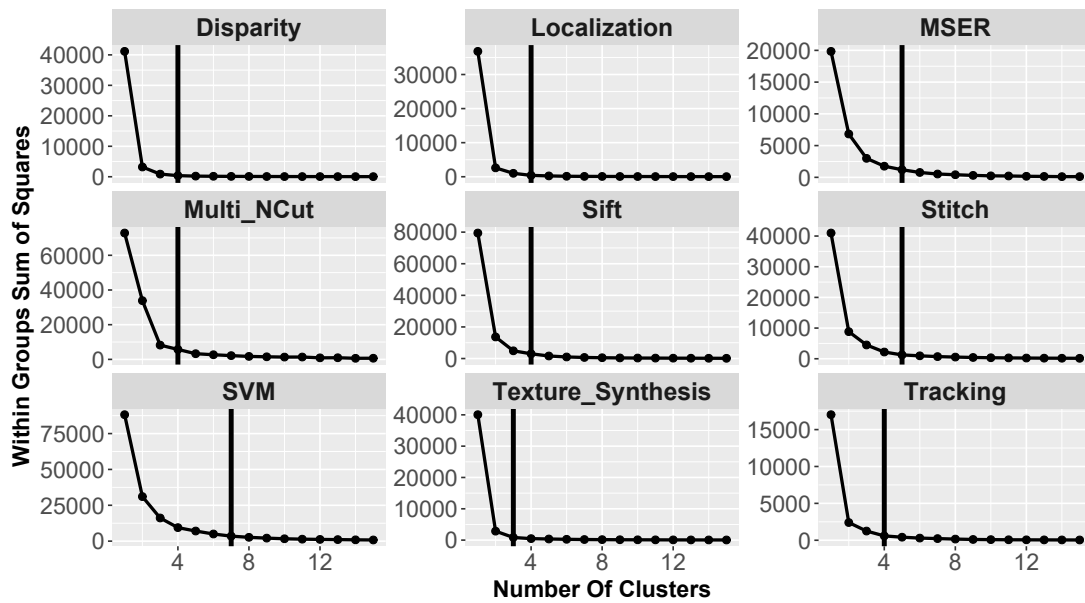 Disparity
Localization
MSER
40000
30000
20000
10000
0
30000
20000
10000
0
20000
15000
10000
5000
0
Multi_NCut
Sift
Stitch
60000
40000
20000
0
80000
60000
40000
20000
0
40000
30000
20000
10000
0
SVM
Texture_Synthesis
Tracking
75000
50000
25000
0
40000
30000
20000
10000
0
15000
10000
5000
0
4 8 12
4 8 12
4 8 12
Within Groups Sum of Squares
Number Of Clusters